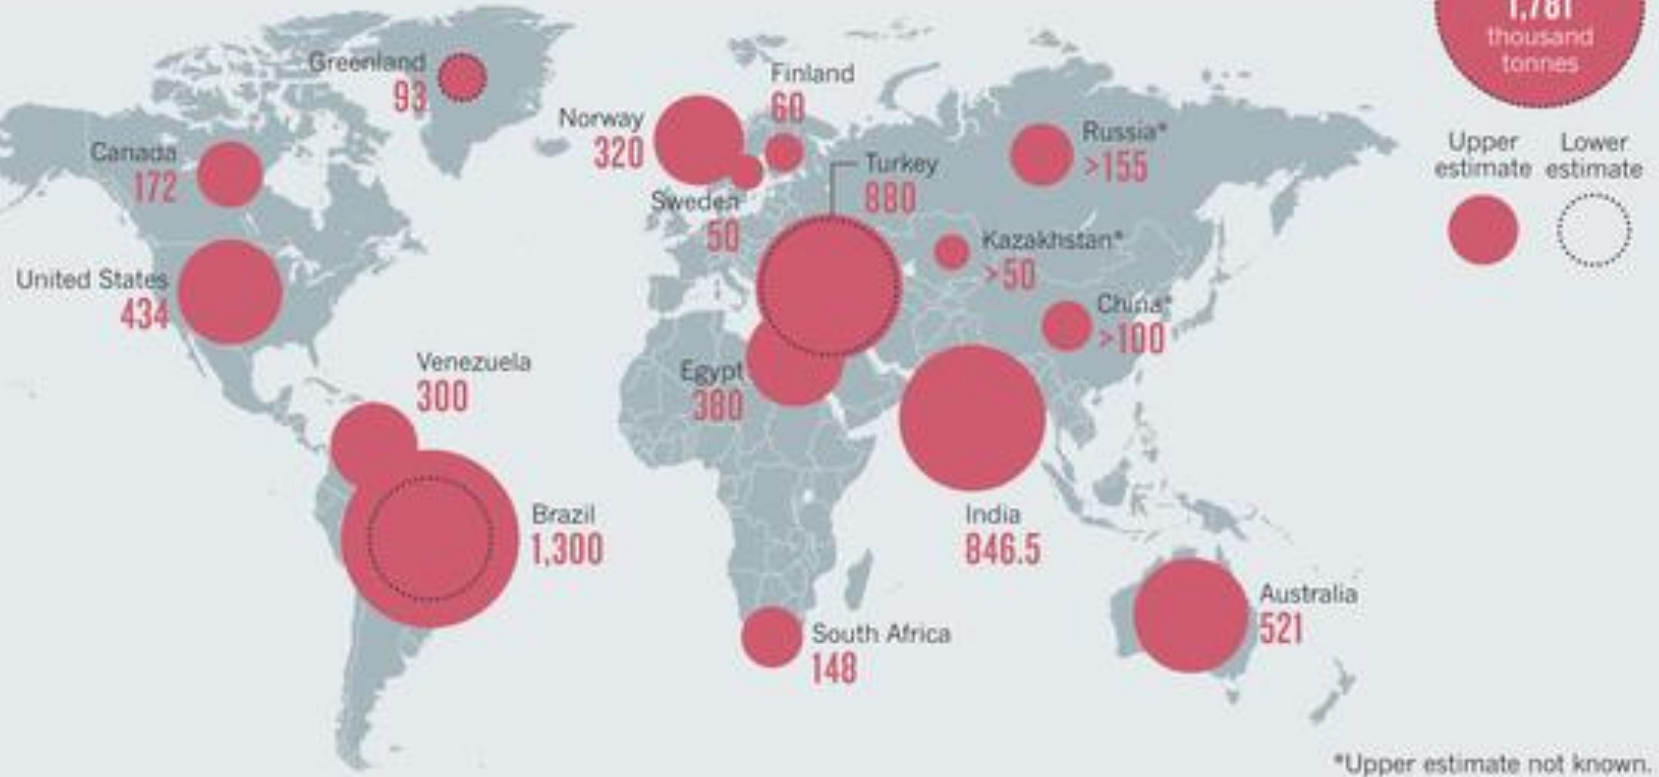 1,781
thousand
tonnes
Greenland
93
Finland
60
Norway
320
Russia*
>155
Upper
estimate
Lower
estimate
Canada
172
Turkey
880
Sweden
50
Kazakhstan*
>50
United States
434
China*
>100
Venezuela
300
Egypt
380
Brazil
1,300
India
846.5
Australia
521
South Africa
148
*Upper estimate not known.